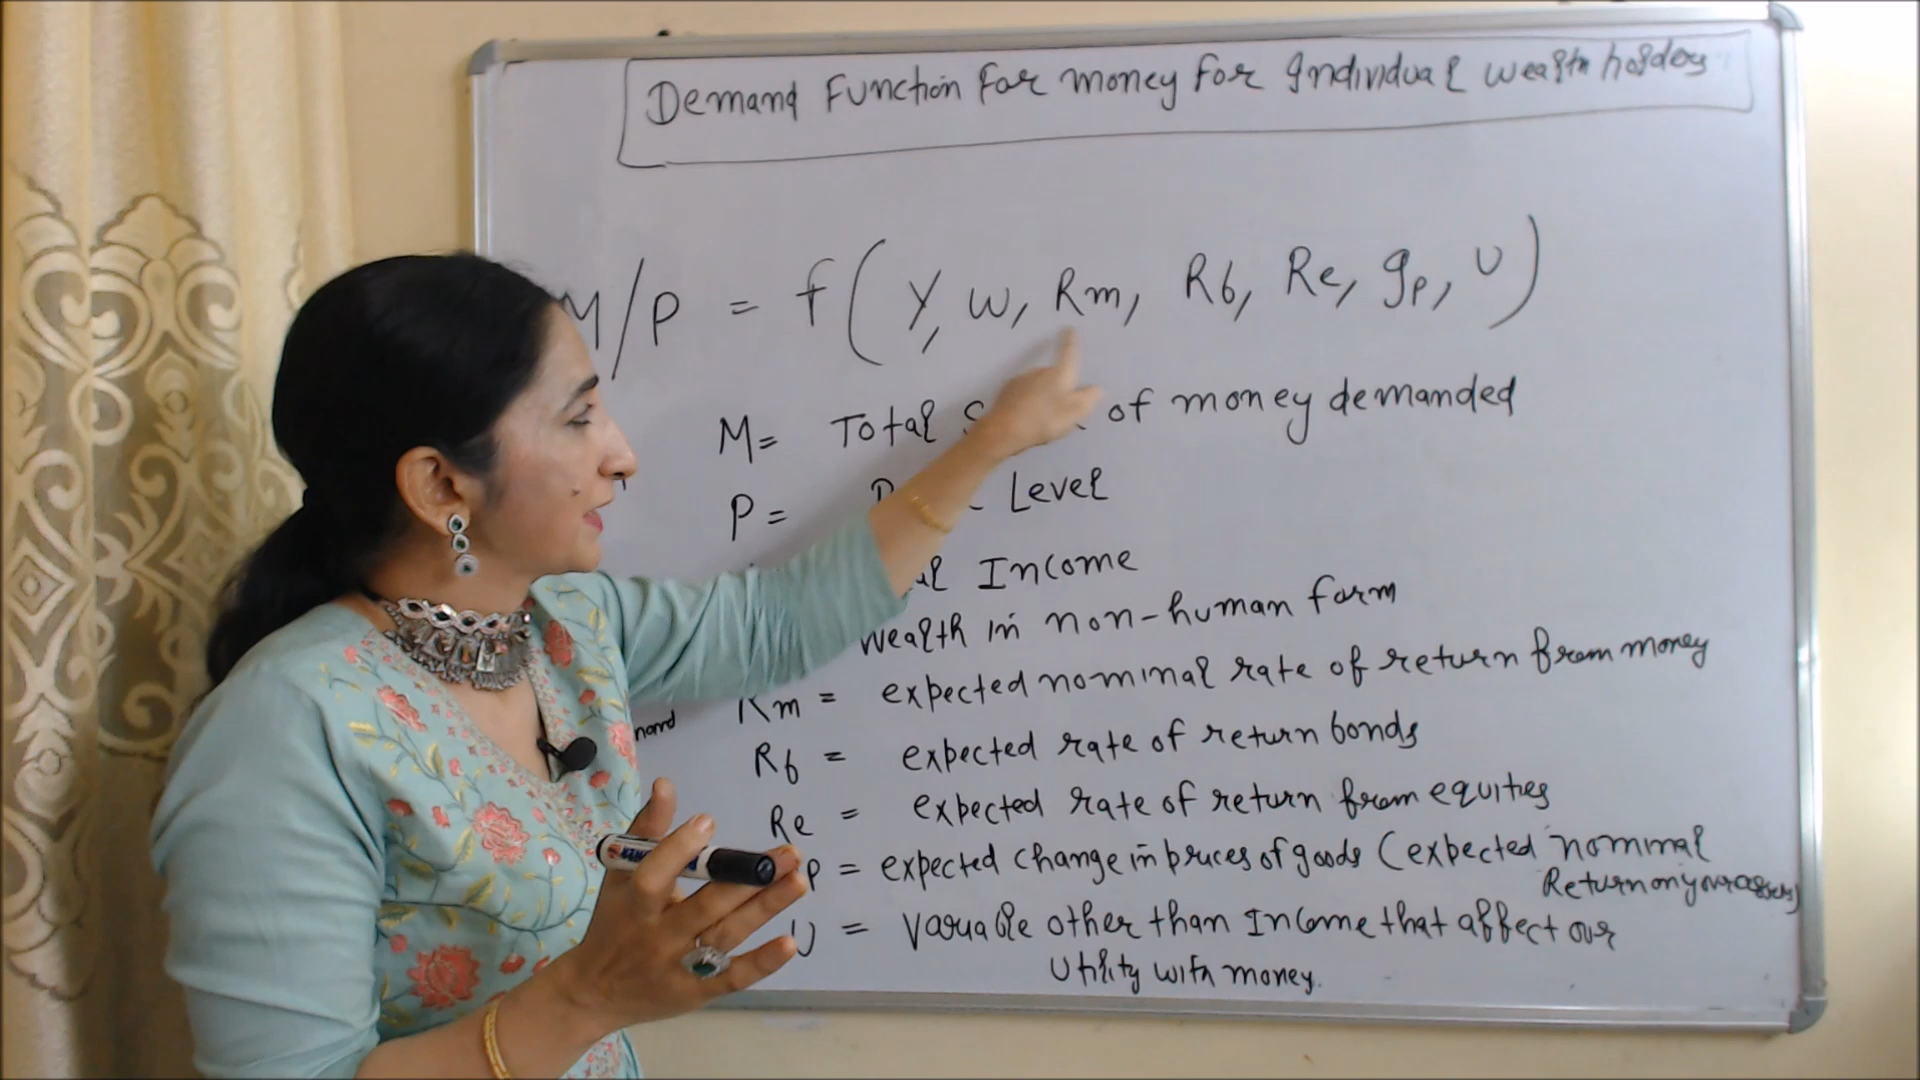 Demand Function For money For Individual wealth holders
M/P = f ( Y, w, Rm, Rb, Re, gp, U )
M= Total of money demanded
P= Level
Income
wealth in non-human form
Rm = expected nominal rate of return from money
Rb = expected rate of return bonds
Re = expected rate of return from equities
P = expected change in prices of goods (expected nominal
Return on
U = Variable other than Income that affect our
Utility with money.